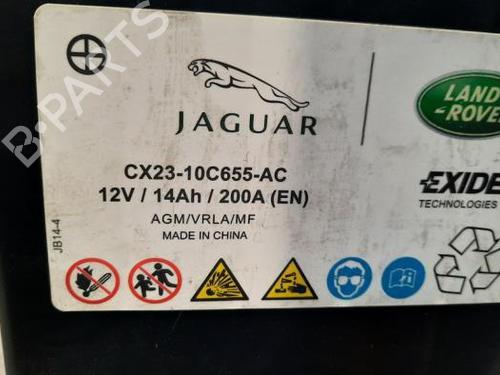 B-PARTS
JAGUAR
LAND
ROVER
CX23-10C655-AC
12V / 14Ah / 200A (EN)
EXIDE
TECHNOLOGIES
AGM/VRLA/MF
MADE IN CHINA
JB14-4